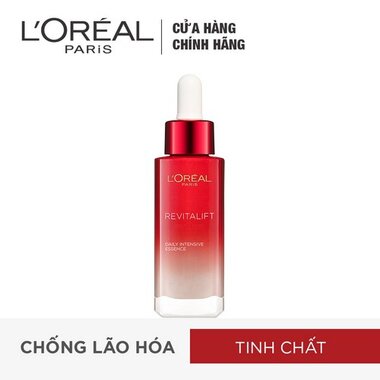 L'ORÉAL
PARIS
CỬA HÀNG
CHÍNH HÃNG
L'ORÉAL
PARIS
REVITALIFT
DAILY INTENSIVE
ESSENCE
CHỐNG LÃO HÓA
TINH CHẤT